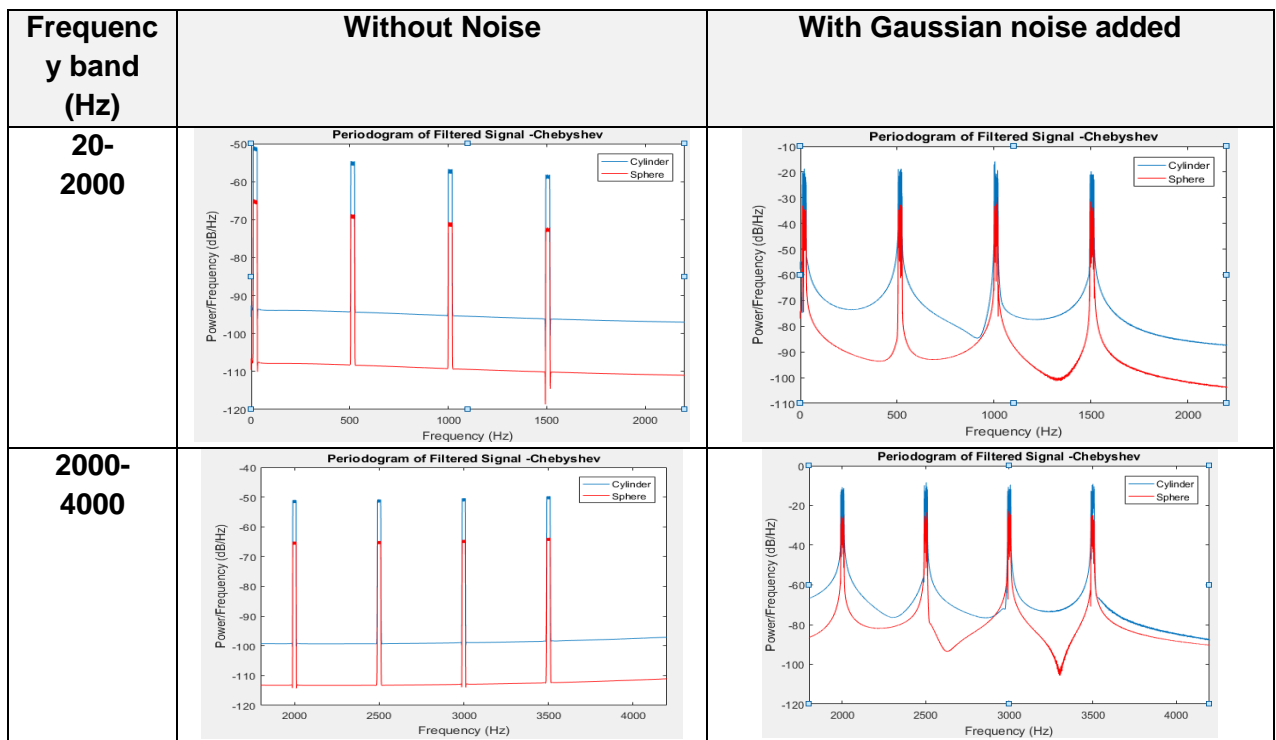 Frequenc
y band
(Hz)
Without Noise
With Gaussian noise added
20-
2000
Periodogram of Filtered Signal -Chebyshev
Power/Frequency (dB/Hz)
-50
-60
-70
-80
-90
-100
-110
-120
Cylinder
Sphere
0 500 1000 1500 2000
Frequency (Hz)
Periodogram of Filtered Signal -Chebyshev
Power/Frequency (dB/Hz)
-10
-20
-30
-40
-50
-60
-70
-80
-90
-100
-110
Cylinder
Sphere
0 500 1000 1500 2000
Frequency (Hz)
2000-
4000
Periodogram of Filtered Signal -Chebyshev
Power/Frequency (dB/Hz)
-40
-50
-60
-70
-80
-90
-100
-110
-120
Cylinder
Sphere
2000 2500 3000 3500 4000
Frequency (Hz)
Periodogram of Filtered Signal -Chebyshev
Power/Frequency (dB/Hz)
0
-20
-40
-60
-80
-100
-120
Cylinder
Sphere
2000 2500 3000 3500 4000
Frequency (Hz)